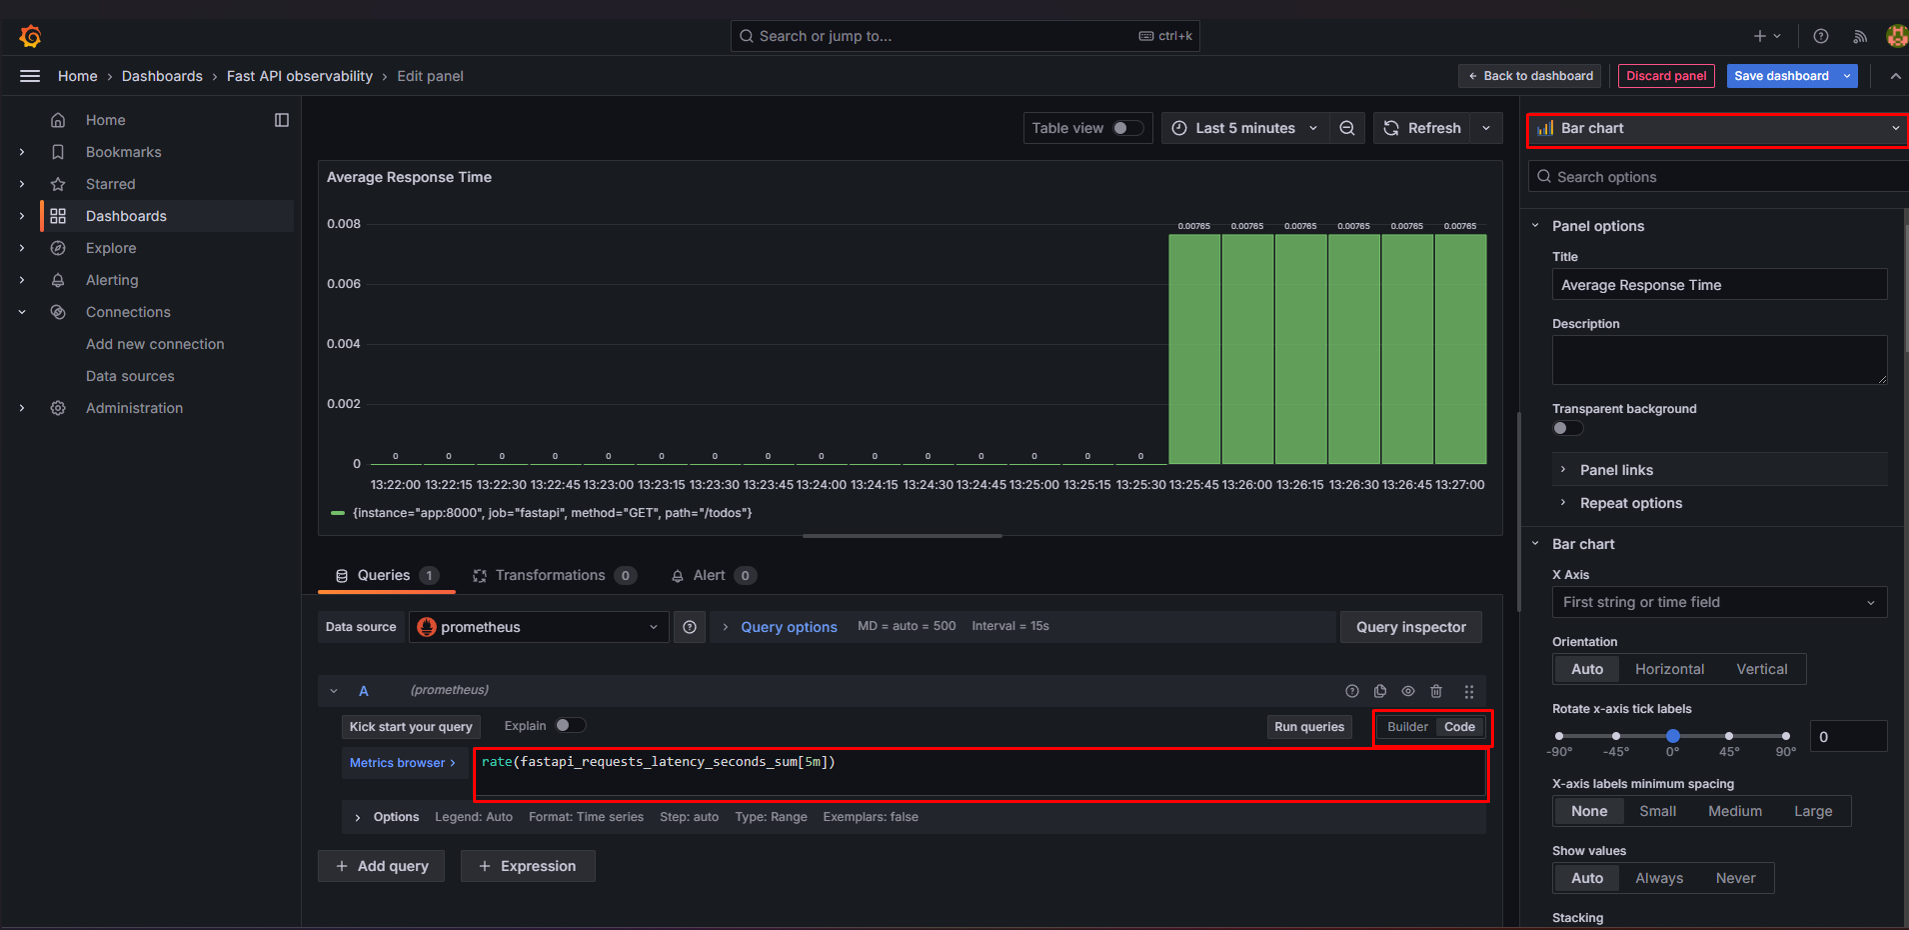 Search or jump to...
ctrl+k
Home › Dashboards › Fast API observability › Edit panel
Back to dashboard
Discard panel
Save dashboard
Home
Bookmarks
Starred
Dashboards
Explore
Alerting
Connections
Add new connection
Data sources
Administration
Table view
Last 5 minutes
Refresh
Average Response Time
0.008
0.006
0.004
0.002
0
0 0 0 0 0 0 0 0 0 0 0 0 0 0 0 0.00765 0.00765 0.00765 0.00765 0.00765 0.00765
13:22:00 13:22:15 13:22:30 13:22:45 13:23:00 13:23:15 13:23:30 13:23:45 13:24:00 13:24:15 13:24:30 13:24:45 13:25:00 13:25:15 13:25:30 13:25:45 13:26:00 13:26:15 13:26:30 13:26:45 13:27:00
{instance="app:8000", job="fastapi", method="GET", path="/todos"}
Queries 1
Transformations 0
Alert 0
Data source
prometheus
Query options
MD = auto = 500
Interval = 15s
Query inspector
A
(prometheus)
Kick start your query
Explain
Run queries
Builder
Code
Metrics browser >
rate(fastapi_requests_latency_seconds_sum[5m])
Options
Legend: Auto
Format: Time series
Step: auto
Type: Range
Exemplars: false
+ Add query
+ Expression
Bar chart
Search options
Panel options
Title
Average Response Time
Description
Transparent background
Panel links
Repeat options
Bar chart
X Axis
First string or time field
Orientation
Auto
Horizontal
Vertical
Rotate x-axis tick labels
-90° -45° 0° 45° 90°
0
X-axis labels minimum spacing
None
Small
Medium
Large
Show values
Auto
Always
Never
Stacking